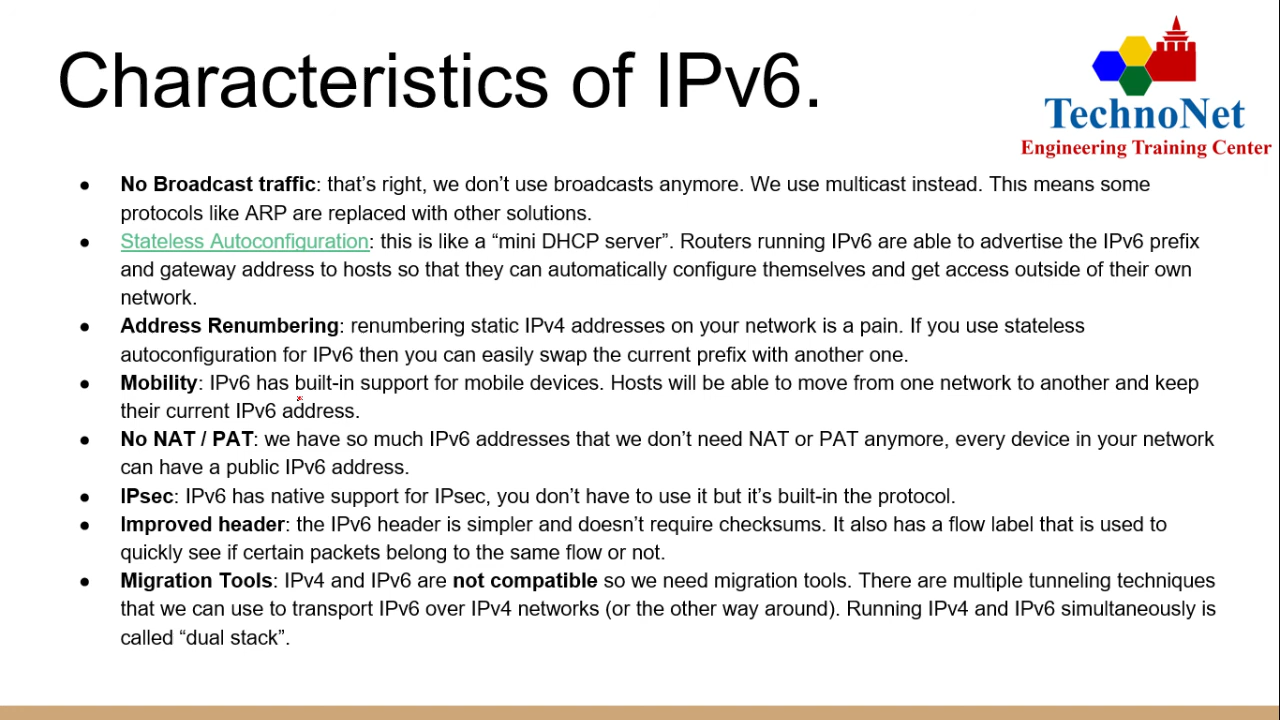 Characteristics of IPv6.
TechnoNet
Engineering Training Center
● No Broadcast traffic: that’s right, we don’t use broadcasts anymore. We use multicast instead. This means some
protocols like ARP are replaced with other solutions.
● Stateless Autoconfiguration: this is like a “mini DHCP server”. Routers running IPv6 are able to advertise the IPv6 prefix
and gateway address to hosts so that they can automatically configure themselves and get access outside of their own
network.
● Address Renumbering: renumbering static IPv4 addresses on your network is a pain. If you use stateless
autoconfiguration for IPv6 then you can easily swap the current prefix with another one.
● Mobility: IPv6 has built-in support for mobile devices. Hosts will be able to move from one network to another and keep
their current IPv6 address.
● No NAT / PAT: we have so much IPv6 addresses that we don’t need NAT or PAT anymore, every device in your network
can have a public IPv6 address.
● IPsec: IPv6 has native support for IPsec, you don’t have to use it but it’s built-in the protocol.
● Improved header: the IPv6 header is simpler and doesn’t require checksums. It also has a flow label that is used to
quickly see if certain packets belong to the same flow or not.
● Migration Tools: IPv4 and IPv6 are not compatible so we need migration tools. There are multiple tunneling techniques
that we can use to transport IPv6 over IPv4 networks (or the other way around). Running IPv4 and IPv6 simultaneously is
called “dual stack”.